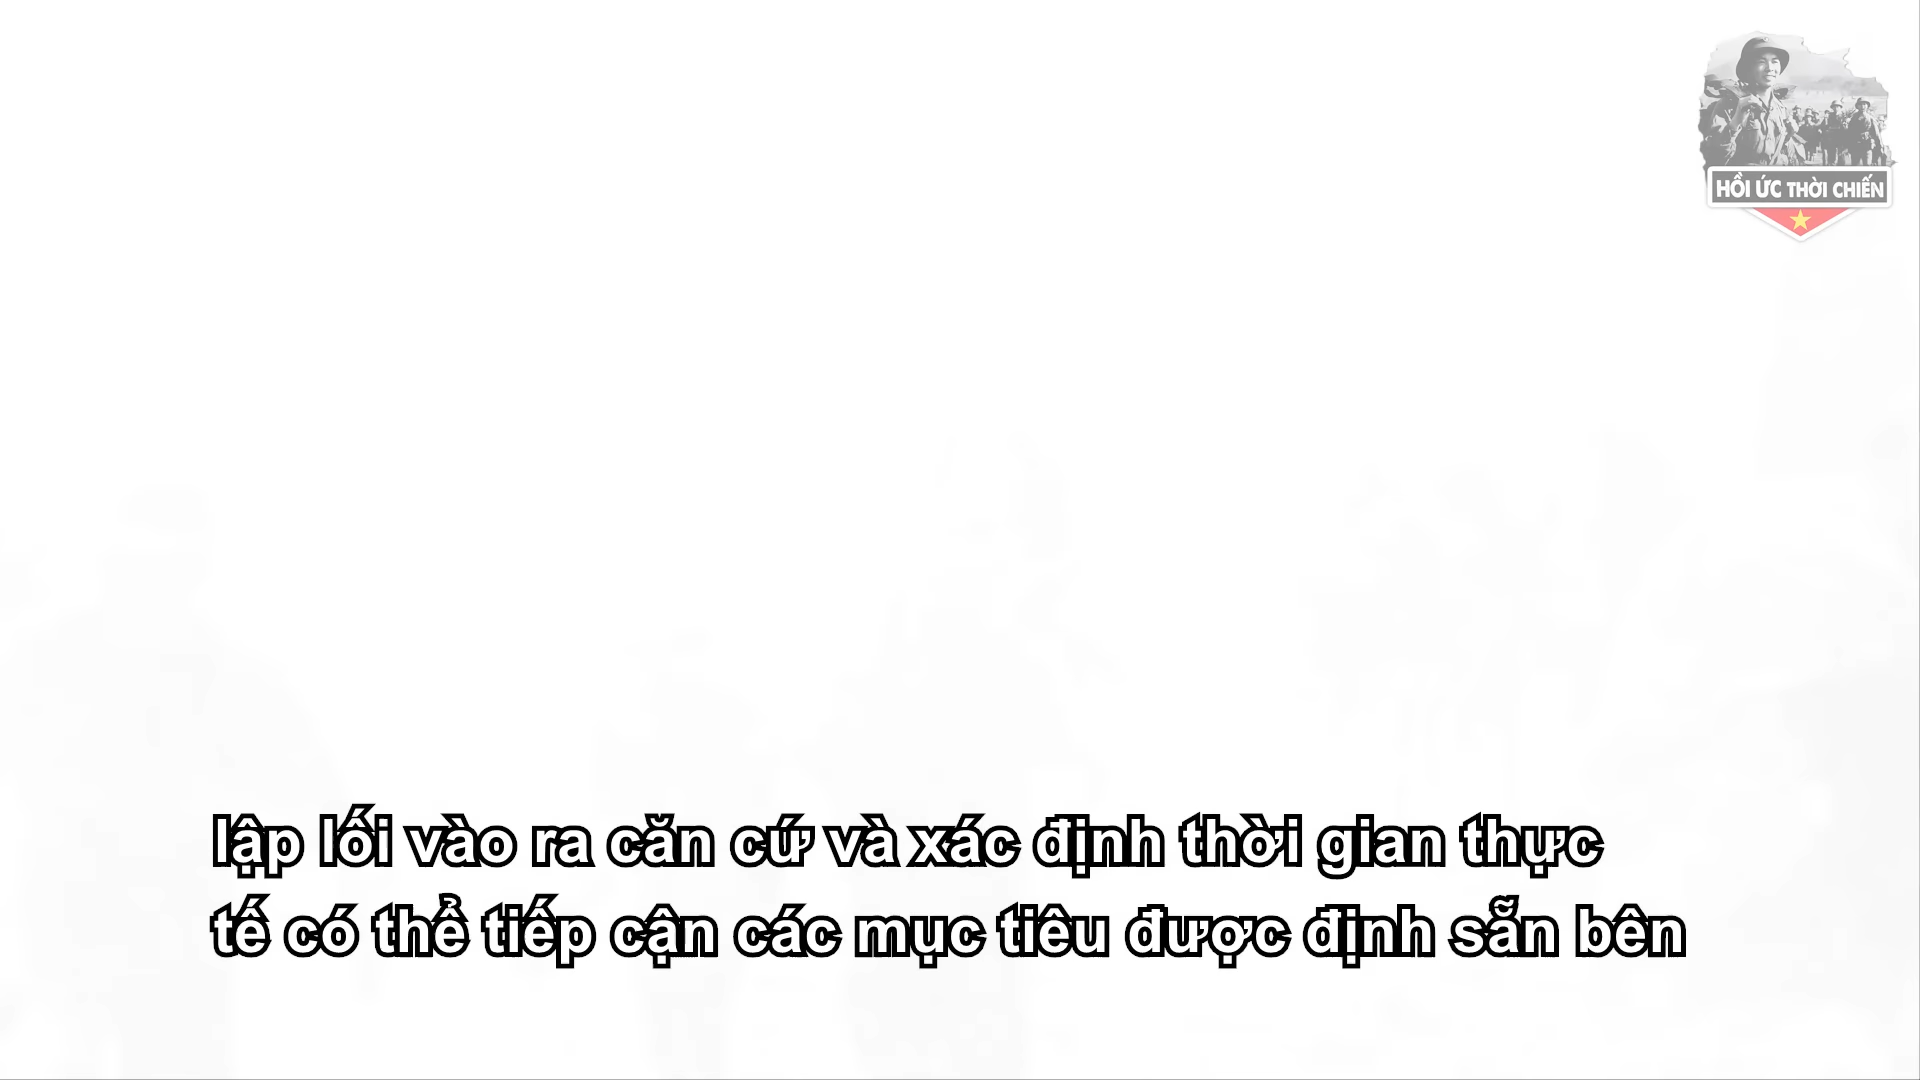 HỒI ỨC THỜI CHIẾN
lập lối vào ra căn cứ và xác định thời gian thực
tế có thể tiếp cận các mục tiêu được định sẵn bên